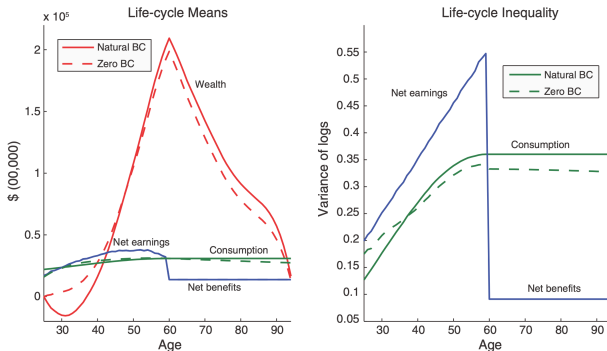 Life-cycle Means
x 10⁵
2
1.5
1
0.5
0
$ (00,000)
Natural BC
Zero BC
Wealth
Net earnings
Consumption
Net benefits
30 40 50 60 70 80 90
Age
Life-cycle Inequality
0.55
0.5
0.45
0.4
0.35
0.3
0.25
0.2
0.15
0.1
0.05
Variance of logs
Net earnings
Natural BC
Zero BC
Consumption
Net benefits
30 40 50 60 70 80 90
Age